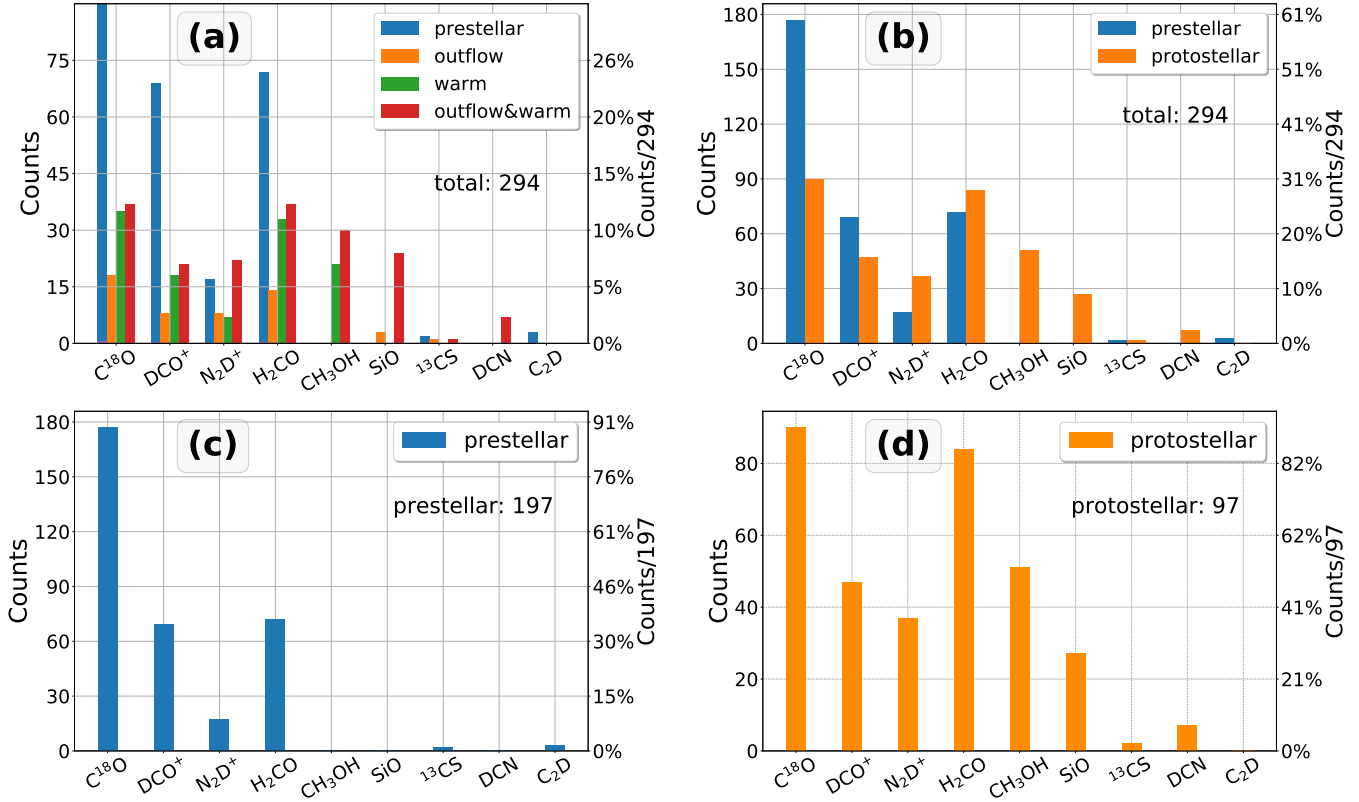 (a)
prestellar
outflow
warm
outflow&warm
total: 294
Counts
75
60
45
30
15
0
26%
20%
15%
10%
5%
0%
Counts/294
C¹⁸O DCO⁺ N₂D⁺ H₂CO CH₃OH SiO ¹³CS DCN C₂D
(b)
prestellar
protostellar
total: 294
Counts
180
150
120
90
60
30
0
61%
51%
41%
31%
20%
10%
0%
Counts/294
C¹⁸O DCO⁺ N₂D⁺ H₂CO CH₃OH SiO ¹³CS DCN C₂D
(c)
prestellar
prestellar: 197
Counts
180
150
120
90
60
30
0
91%
76%
61%
46%
30%
15%
0%
Counts/197
C¹⁸O DCO⁺ N₂D⁺ H₂CO CH₃OH SiO ¹³CS DCN C₂D
(d)
protostellar
protostellar: 97
Counts
80
60
40
20
0
82%
62%
41%
21%
0%
Counts/97
C¹⁸O DCO⁺ N₂D⁺ H₂CO CH₃OH SiO ¹³CS DCN C₂D